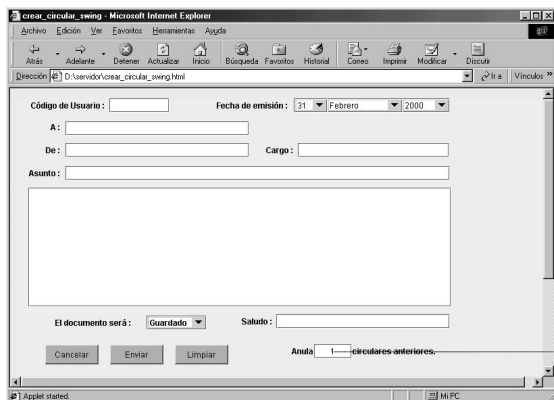 crear_circular_swing - Microsoft Internet Explorer
Archivo Edición Ver Favoritos Herramientas Ayuda
Atrás Adelante Detener Actualizar Inicio Búsqueda Favoritos Historial Correo Imprimir Modificar Discutir
Dirección D:\servidor\crear_circular_swing.html Ir a Vínculos »
Código de Usuario : Fecha de emisión : 31 Febrero 2000
A :
De : Cargo :
Asunto :
El documento será : Guardado Saludo :
Cancelar Enviar Limpiar Anula 1 circulares anteriores.
Applet started. Mi PC